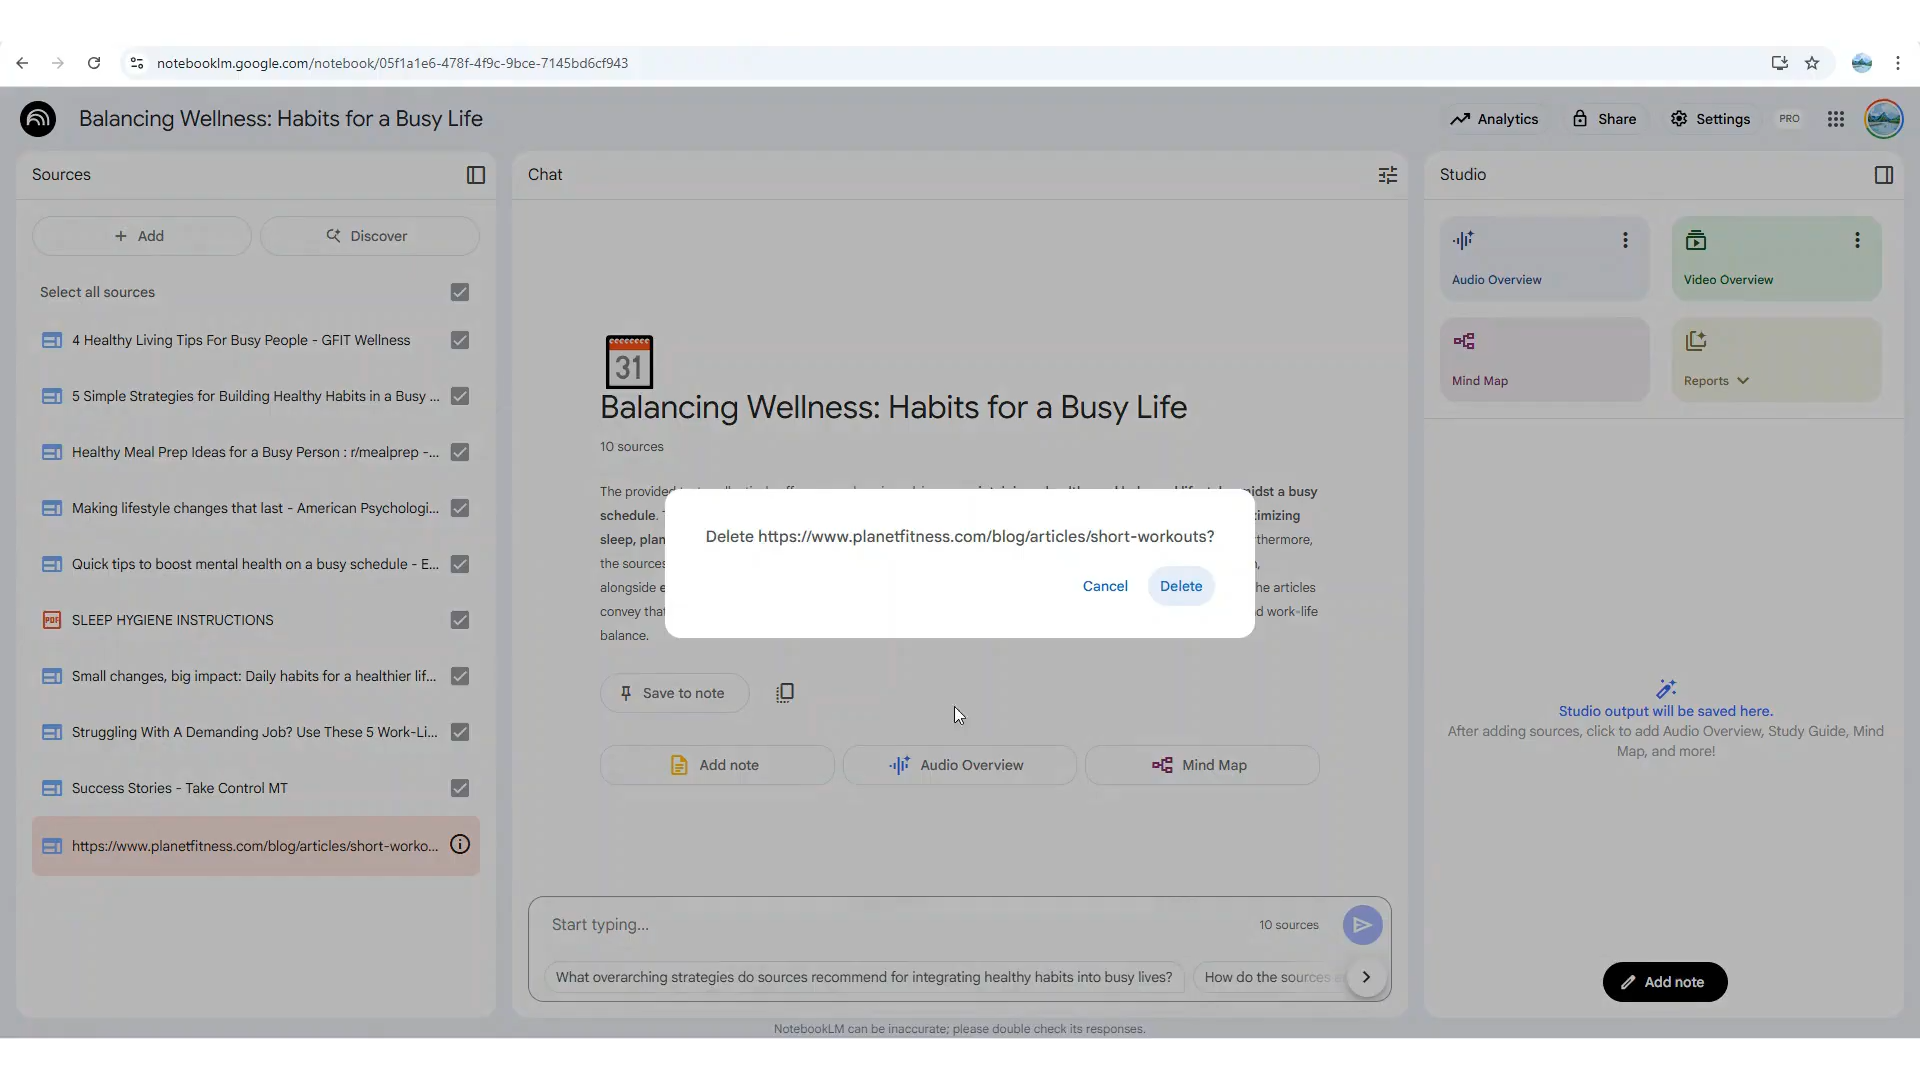 notebooklm.google.com/notebook/05f1a1e6-478f-4f9c-9bce-7145bd6cf943
Balancing Wellness: Habits for a Busy Life
Analytics
Share
Settings
PRO
Sources
Add
Discover
Select all sources
4 Healthy Living Tips For Busy People - GFIT Wellness
5 Simple Strategies for Building Healthy Habits in a Busy ...
Healthy Meal Prep Ideas for a Busy Person : r/mealprep -...
Making lifestyle changes that last - American Psychologi...
Quick tips to boost mental health on a busy schedule - E...
PDF SLEEP HYGIENE INSTRUCTIONS
Small changes, big impact: Daily habits for a healthier lif...
Struggling With A Demanding Job? Use These 5 Work-Li...
Success Stories - Take Control MT
https://www.planetfitness.com/blog/articles/short-worko...
Chat
31
Balancing Wellness: Habits for a Busy Life
10 sources
The provided
midst a busy
schedule.
sleep, plan
the sources
alongside
he articles
convey that
d work-life
balance.
Delete https://www.planetfitness.com/blog/articles/short-workouts?
Cancel
Delete
Save to note
Add note
Audio Overview
Mind Map
Start typing...
10 sources
What overarching strategies do sources recommend for integrating healthy habits into busy lives?
How do the sources
NotebookLM can be inaccurate; please double check its responses.
Studio
Audio Overview
Video Overview
Mind Map
Reports
Studio output will be saved here.
After adding sources, click to add Audio Overview, Study Guide, Mind
Map, and more!
Add note